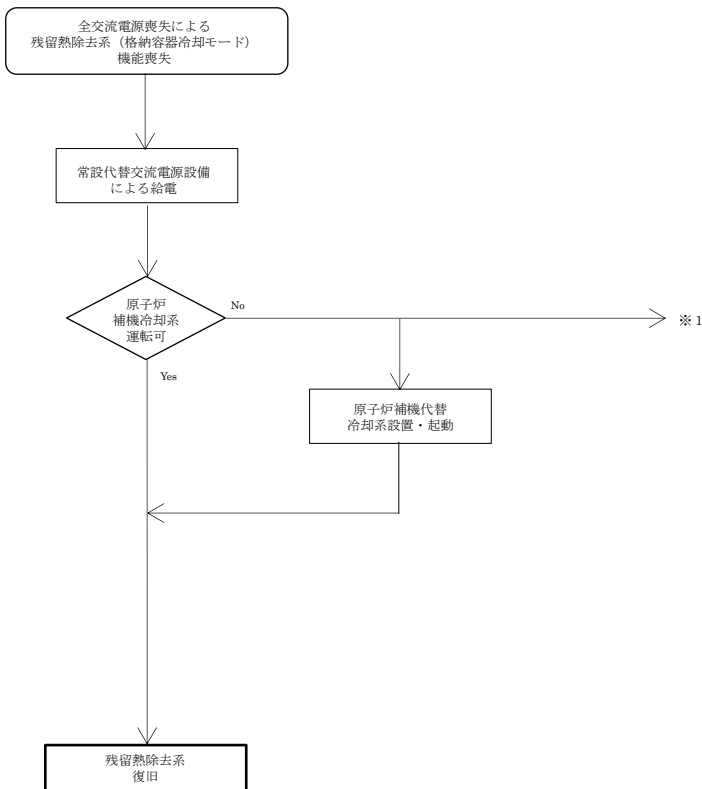 全交流電源喪失による
残留熱除去系（格納容器冷却モード）
機能喪失
常設代替交流電源設備
による給電
原子炉
補機冷却系
運転可
No
※１
Yes
原子炉補機代替
冷却系設置・起動
残留熱除去系
復旧